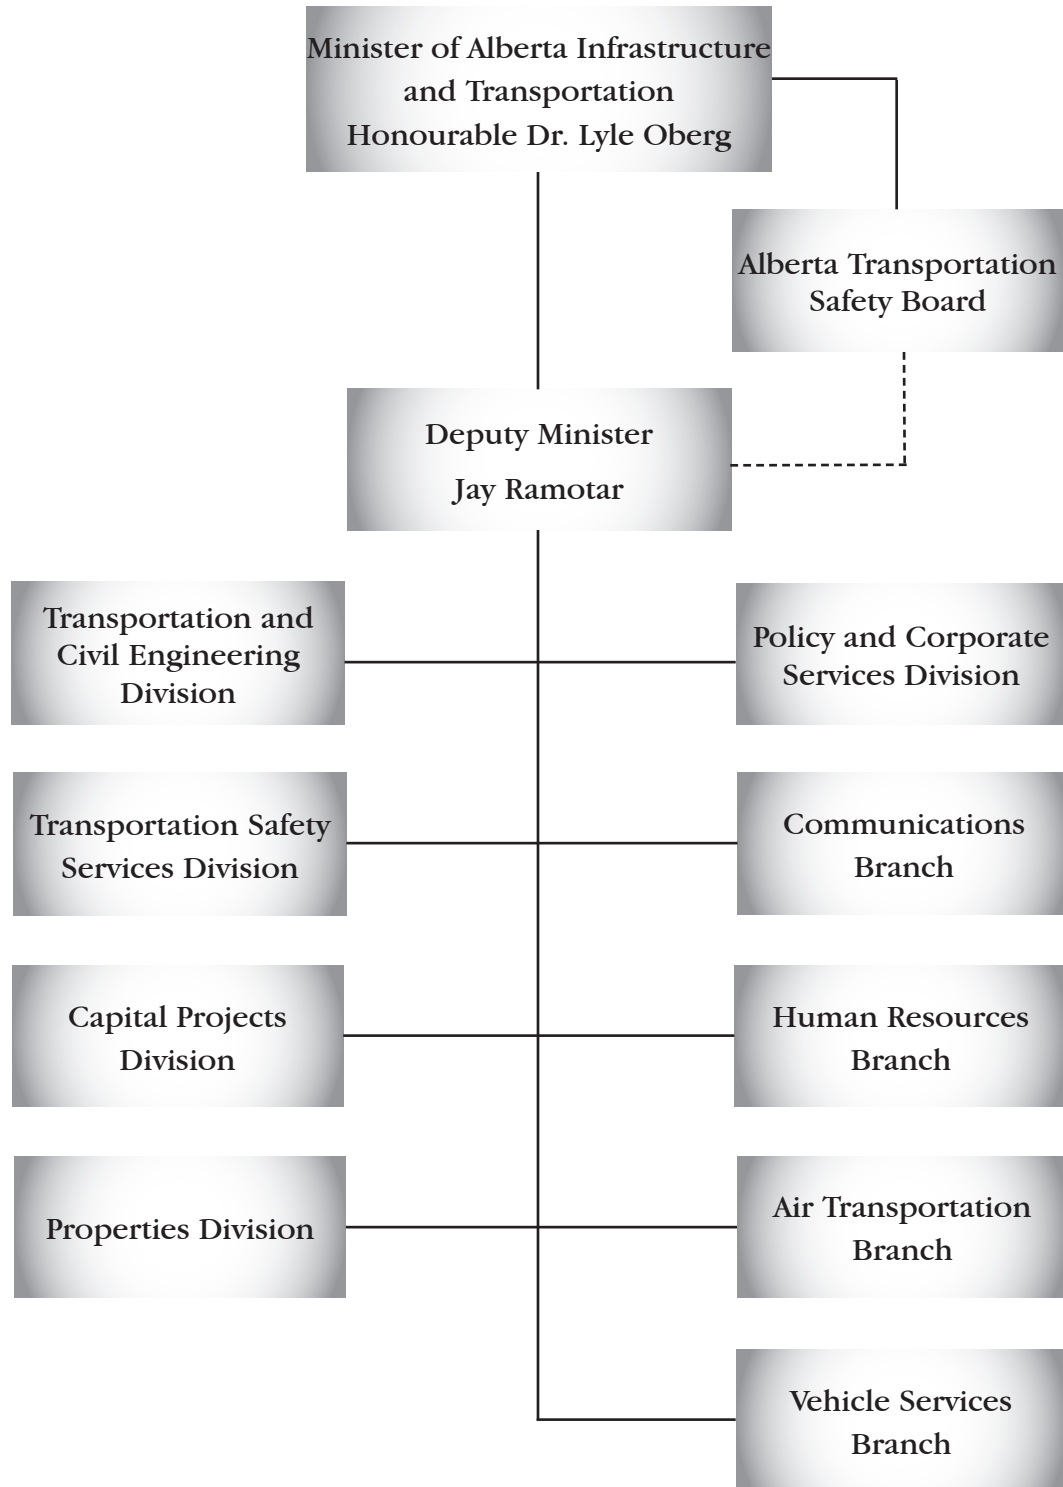 Minister of Alberta Infrastructure
and Transportation
Honourable Dr. Lyle Oberg
Alberta Transportation
Safety Board
Deputy Minister
Jay Ramotar
Transportation and
Civil Engineering
Division
Policy and Corporate
Services Division
Transportation Safety
Services Division
Communications
Branch
Capital Projects
Division
Human Resources
Branch
Properties Division
Air Transportation
Branch
Vehicle Services
Branch